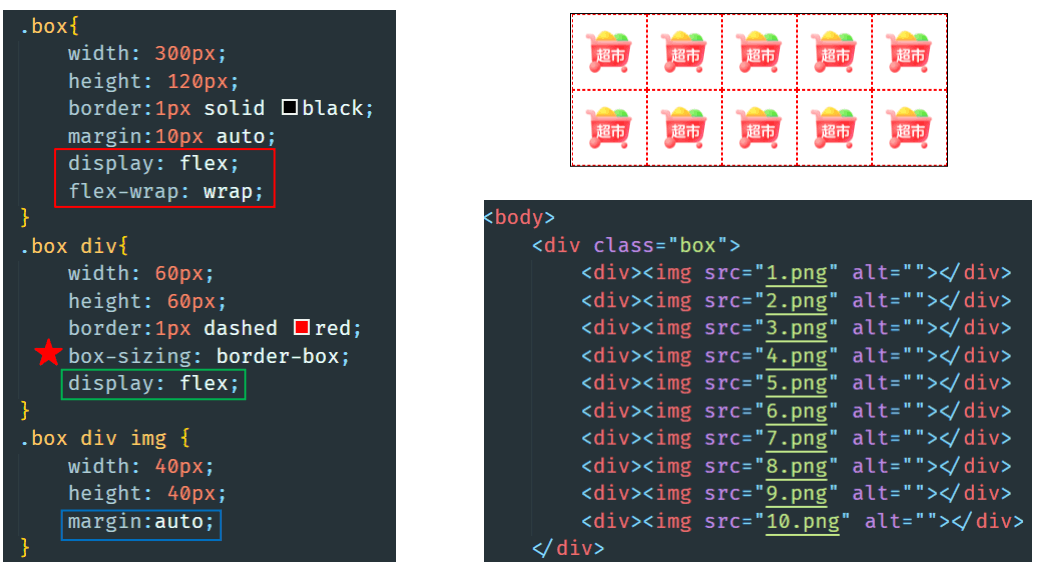 .box{
    width: 300px;
    height: 120px;
    border:1px solid black;
    margin:10px auto;
    display: flex;
    flex-wrap: wrap;
}
.box div{
    width: 60px;
    height: 60px;
    border:1px dashed red;
    box-sizing: border-box;
    display: flex;
}
.box div img {
    width: 40px;
    height: 40px;
    margin:auto;
}
超市 超市 超市 超市 超市
超市 超市 超市 超市 超市
<body>
    <div class="box">
        <div><img src="1.png" alt=""></div>
        <div><img src="2.png" alt=""></div>
        <div><img src="3.png" alt=""></div>
        <div><img src="4.png" alt=""></div>
        <div><img src="5.png" alt=""></div>
        <div><img src="6.png" alt=""></div>
        <div><img src="7.png" alt=""></div>
        <div><img src="8.png" alt=""></div>
        <div><img src="9.png" alt=""></div>
        <div><img src="10.png" alt=""></div>
    </div>